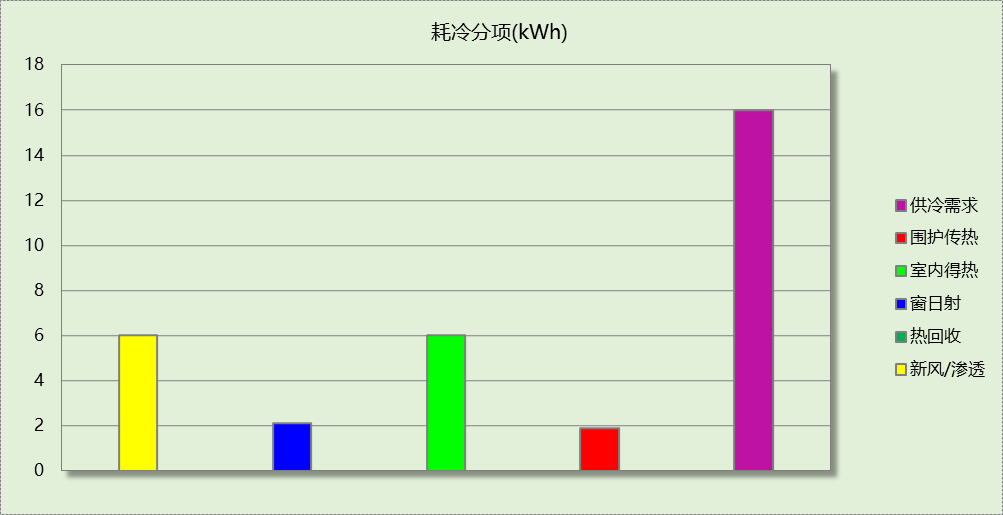 耗冷分项(kWh)
18
16
14
12
10
8
6
4
2
0
供冷需求
围护传热
室内得热
窗日射
热回收
新风/渗透